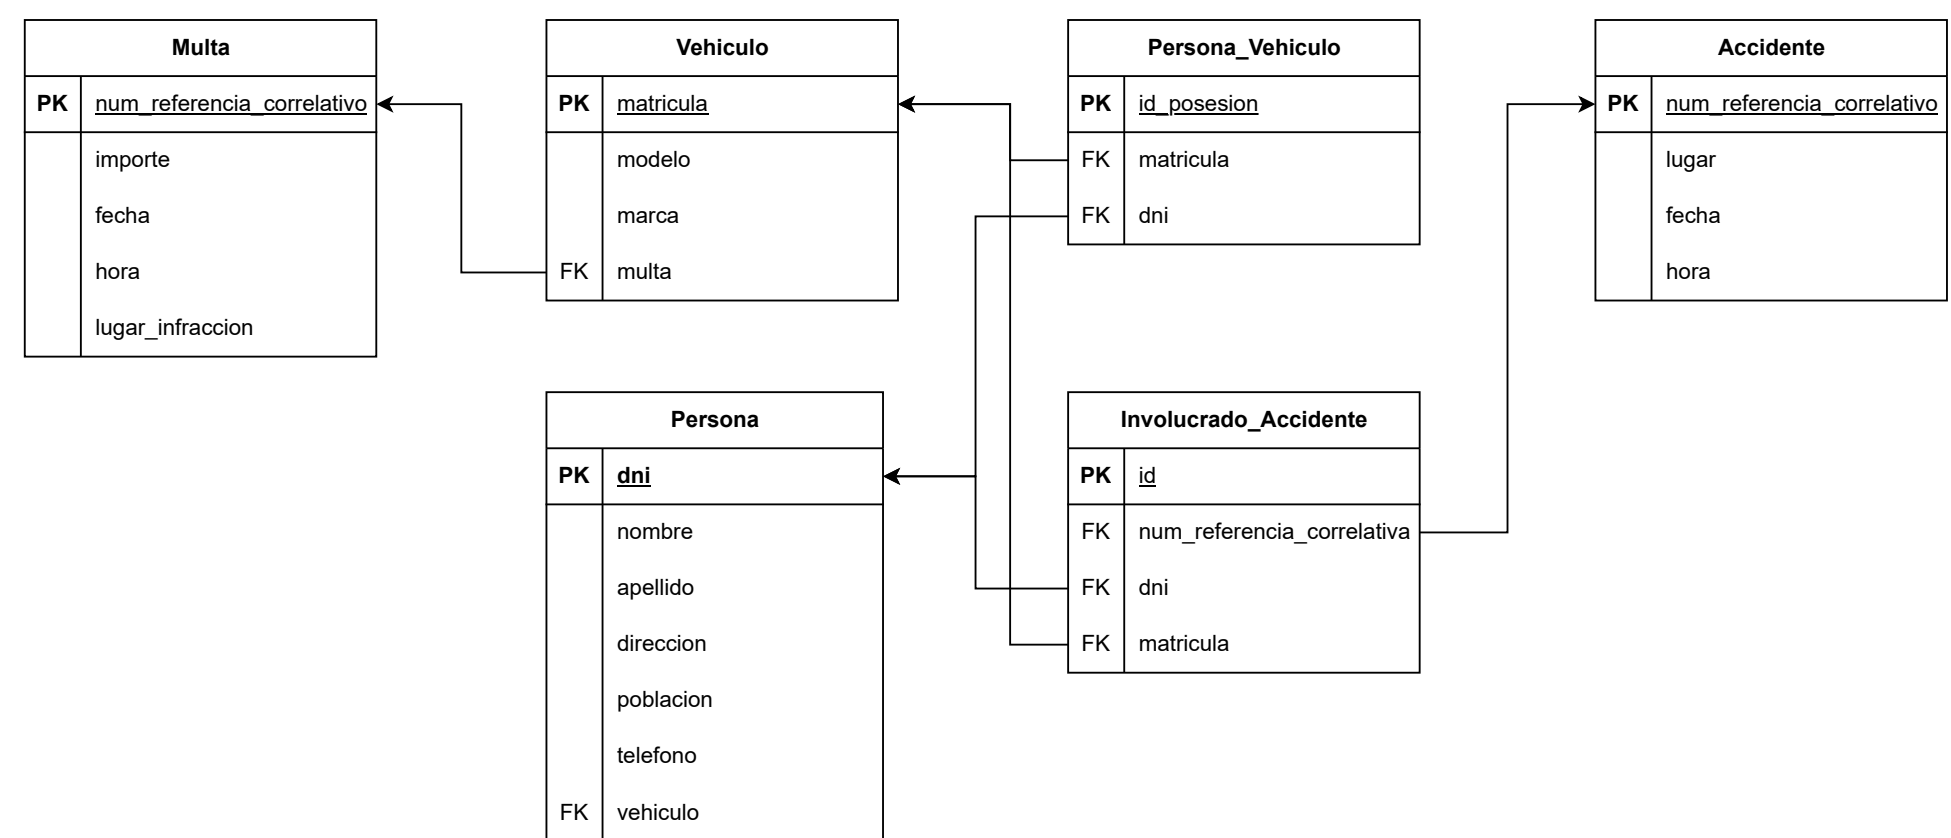 Multa
PK num_referencia_correlativo
importe
fecha
hora
lugar_infraccion
Vehiculo
PK matricula
modelo
marca
FK multa
Persona_Vehiculo
PK id_posesion
FK matricula
FK dni
Accidente
PK num_referencia_correlativo
lugar
fecha
hora
Persona
PK dni
nombre
apellido
direccion
poblacion
telefono
FK vehiculo
Involucrado_Accidente
PK id
FK num_referencia_correlativa
FK dni
FK matricula